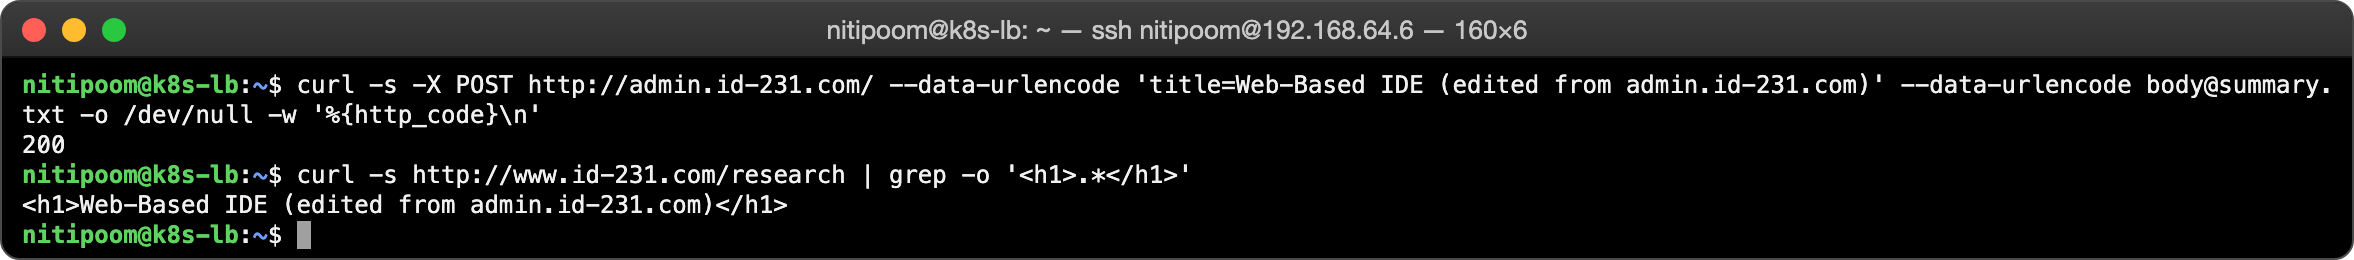 nitipoom@k8s-lb: ~ — ssh nitipoom@192.168.64.6 — 160×6
nitipoom@k8s-lb:~$ curl -s -X POST http://admin.id-231.com/ --data-urlencode 'title=Web-Based IDE (edited from admin.id-231.com)' --data-urlencode body@summary.
txt -o /dev/null -w '%{http_code}\n'
200
nitipoom@k8s-lb:~$ curl -s http://www.id-231.com/research | grep -o '<h1>.*</h1>'
<h1>Web-Based IDE (edited from admin.id-231.com)</h1>
nitipoom@k8s-lb:~$